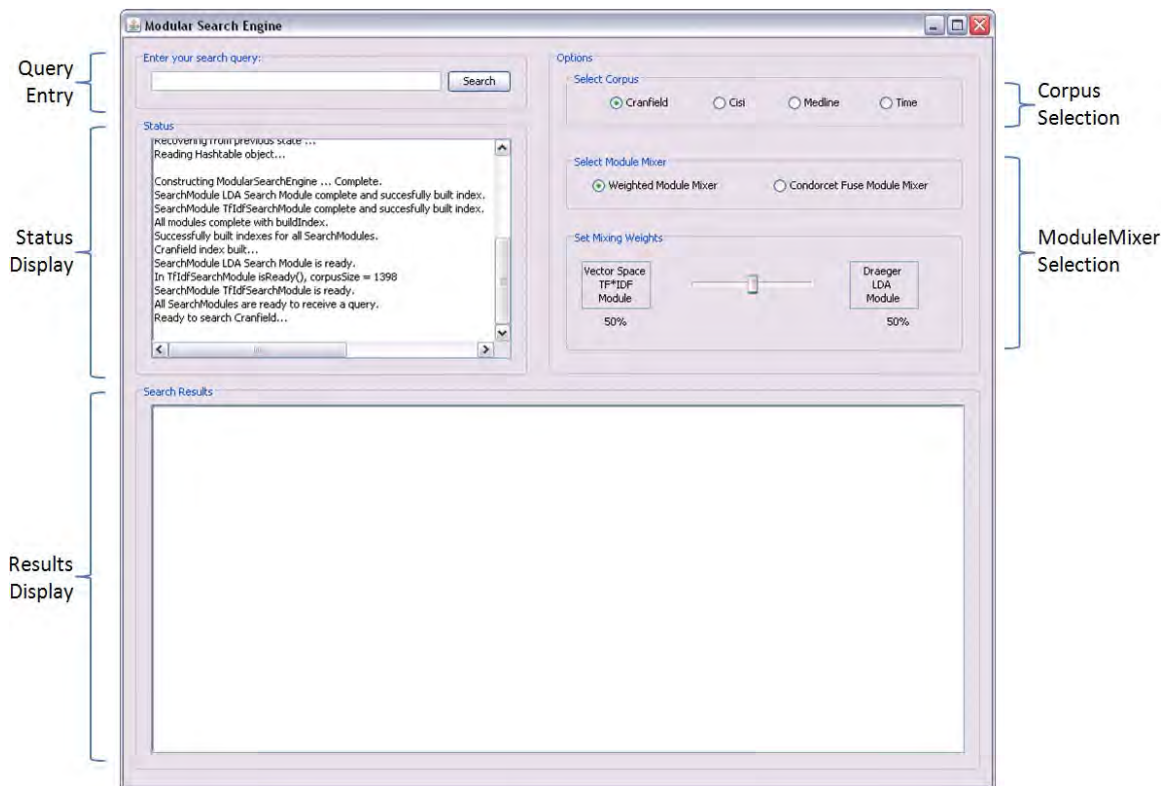 Modular Search Engine
Query
Entry
Enter your search query:
Search
Status
Display
Status
Recovering from previous state ...
Reading Hashtable object...
Constructing ModularSearchEngine ... Complete.
SearchModule LDA Search Module complete and succesfully built index.
SearchModule TfIdfSearchModule complete and succesfully built index.
All modules complete with buildIndex.
Successfully built indexes for all SearchModules.
Cranfield index built...
SearchModule LDA Search Module is ready.
In TfIdfSearchModule isReady(), corpusSize = 1398
SearchModule TfIdfSearchModule is ready.
All SearchModules are ready to receive a query.
Ready to search Cranfield...
Options
Select Corpus
Cranfield Cisi Medline Time
Corpus
Selection
Select Module Mixer
Weighted Module Mixer Condorcet Fuse Module Mixer
Set Mixing Weights
Vector Space
TF*IDF
Module
50%
Draeger
LDA
Module
50%
ModuleMixer
Selection
Results
Display
Search Results